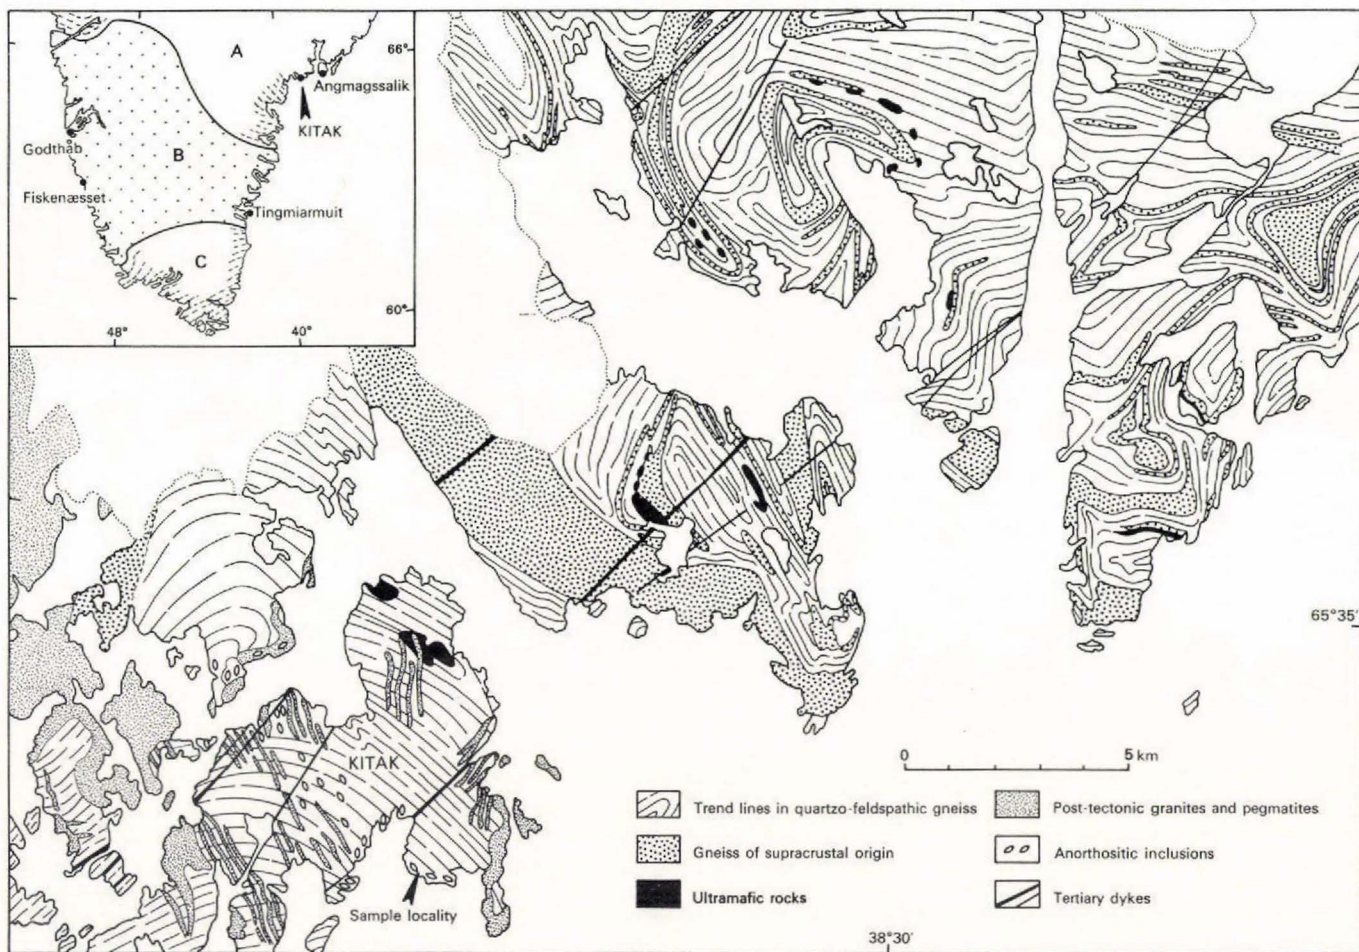 A
66°
Angmagssalik
KITAK
Godthåb
B
Fiskenæsset
Tingmiarmuit
C
60°
48°
40°
65°35'
KITAK
0
5 km
Trend lines in quartzo-feldspathic gneiss
Post-tectonic granites and pegmatites
Gneiss of supracrustal origin
Anorthositic inclusions
Ultramafic rocks
Tertiary dykes
Sample locality
38°30'